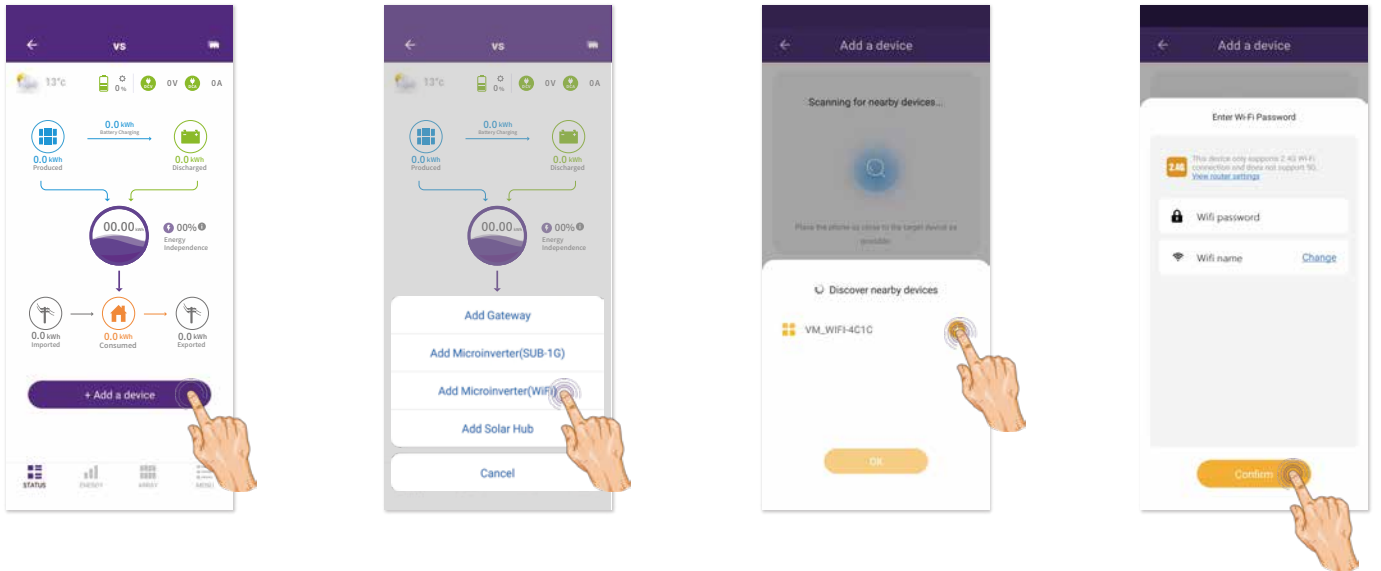 vs
13°c
0%
0V
0A
0.0 kWh
Battery Charging
0.0 kWh
Produced
0.0 kWh
Discharged
00.00
00%
Energy
Independence
0.0 kWh
Imported
0.0 kWh
Consumed
0.0 kWh
Exported
+ Add a device
STATUS
ENERGY
ARRAY
MENU
vs
13°c
0%
0V
0A
0.0 kWh
Battery Charging
0.0 kWh
Produced
0.0 kWh
Discharged
00.00
00%
Energy
Independence
Add Gateway
Add Microinverter(SUB-1G)
Add Microinverter(WiFi)
Add Solar Hub
Cancel
Add a device
Scanning for nearby devices...
Place the phone as close to the target device as
possible.
Discover nearby devices
VM_WIFI-4C1C
OK
Add a device
Enter Wi-Fi Password
2.4G
This device only supports 2.4G Wi-Fi
connection and does not support 5G.
View router settings
Wifi password
Wifi name
Change
Confirm